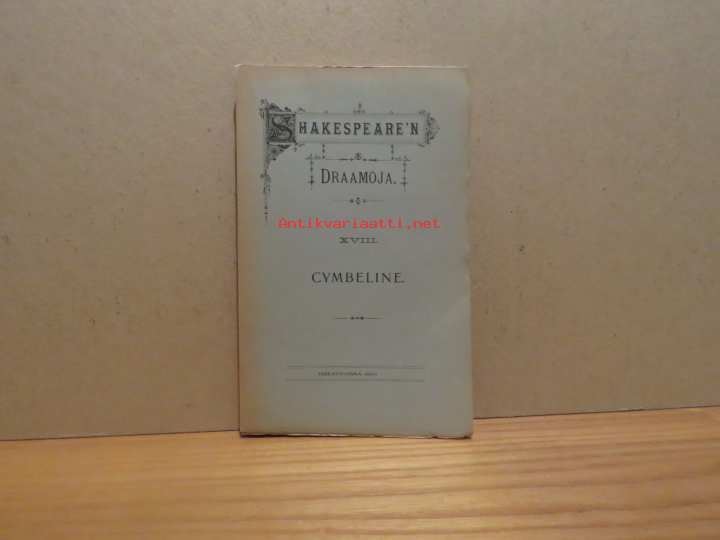 SHAKESPEARE'N
DRAAMOJA.
Antikvariaatti.net
XVIII.
CYMBELINE.